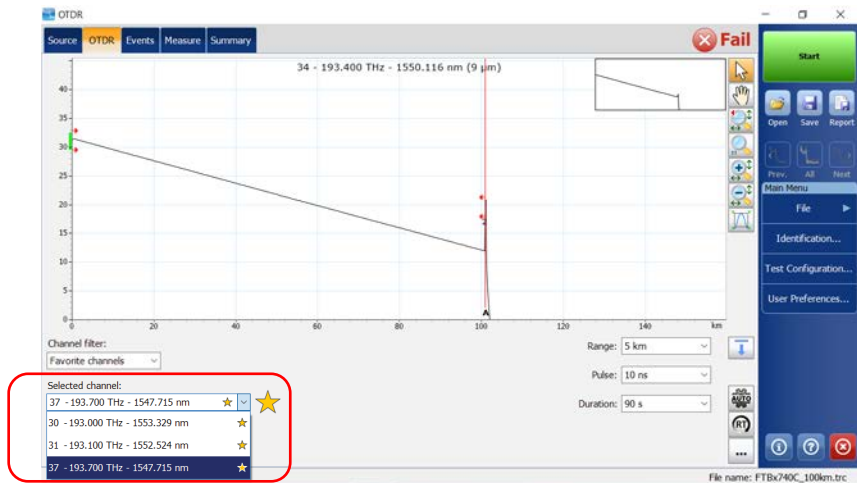 OTDR
Source OTDR Events Measure Summary
Fail
34 - 193.400 THz - 1550.116 nm (9 µm)
40
35
30
25
20
15
10
5
0
A
0 20 40 60 80 100 120 140 km
Channel filter:
Favorite channels
Selected channel:
37 - 193.700 THz - 1547.715 nm
30 - 193.000 THz - 1553.329 nm
31 - 193.100 THz - 1552.524 nm
37 - 193.700 THz - 1547.715 nm
Range: 5 km
Pulse: 10 ns
Duration: 90 s
AUTO
RT
...
Start
Open Save Report
Prev. All Next
Main Menu
File
Identification...
Test Configuration...
User Preferences...
File name: FTBx740C_100km.trc